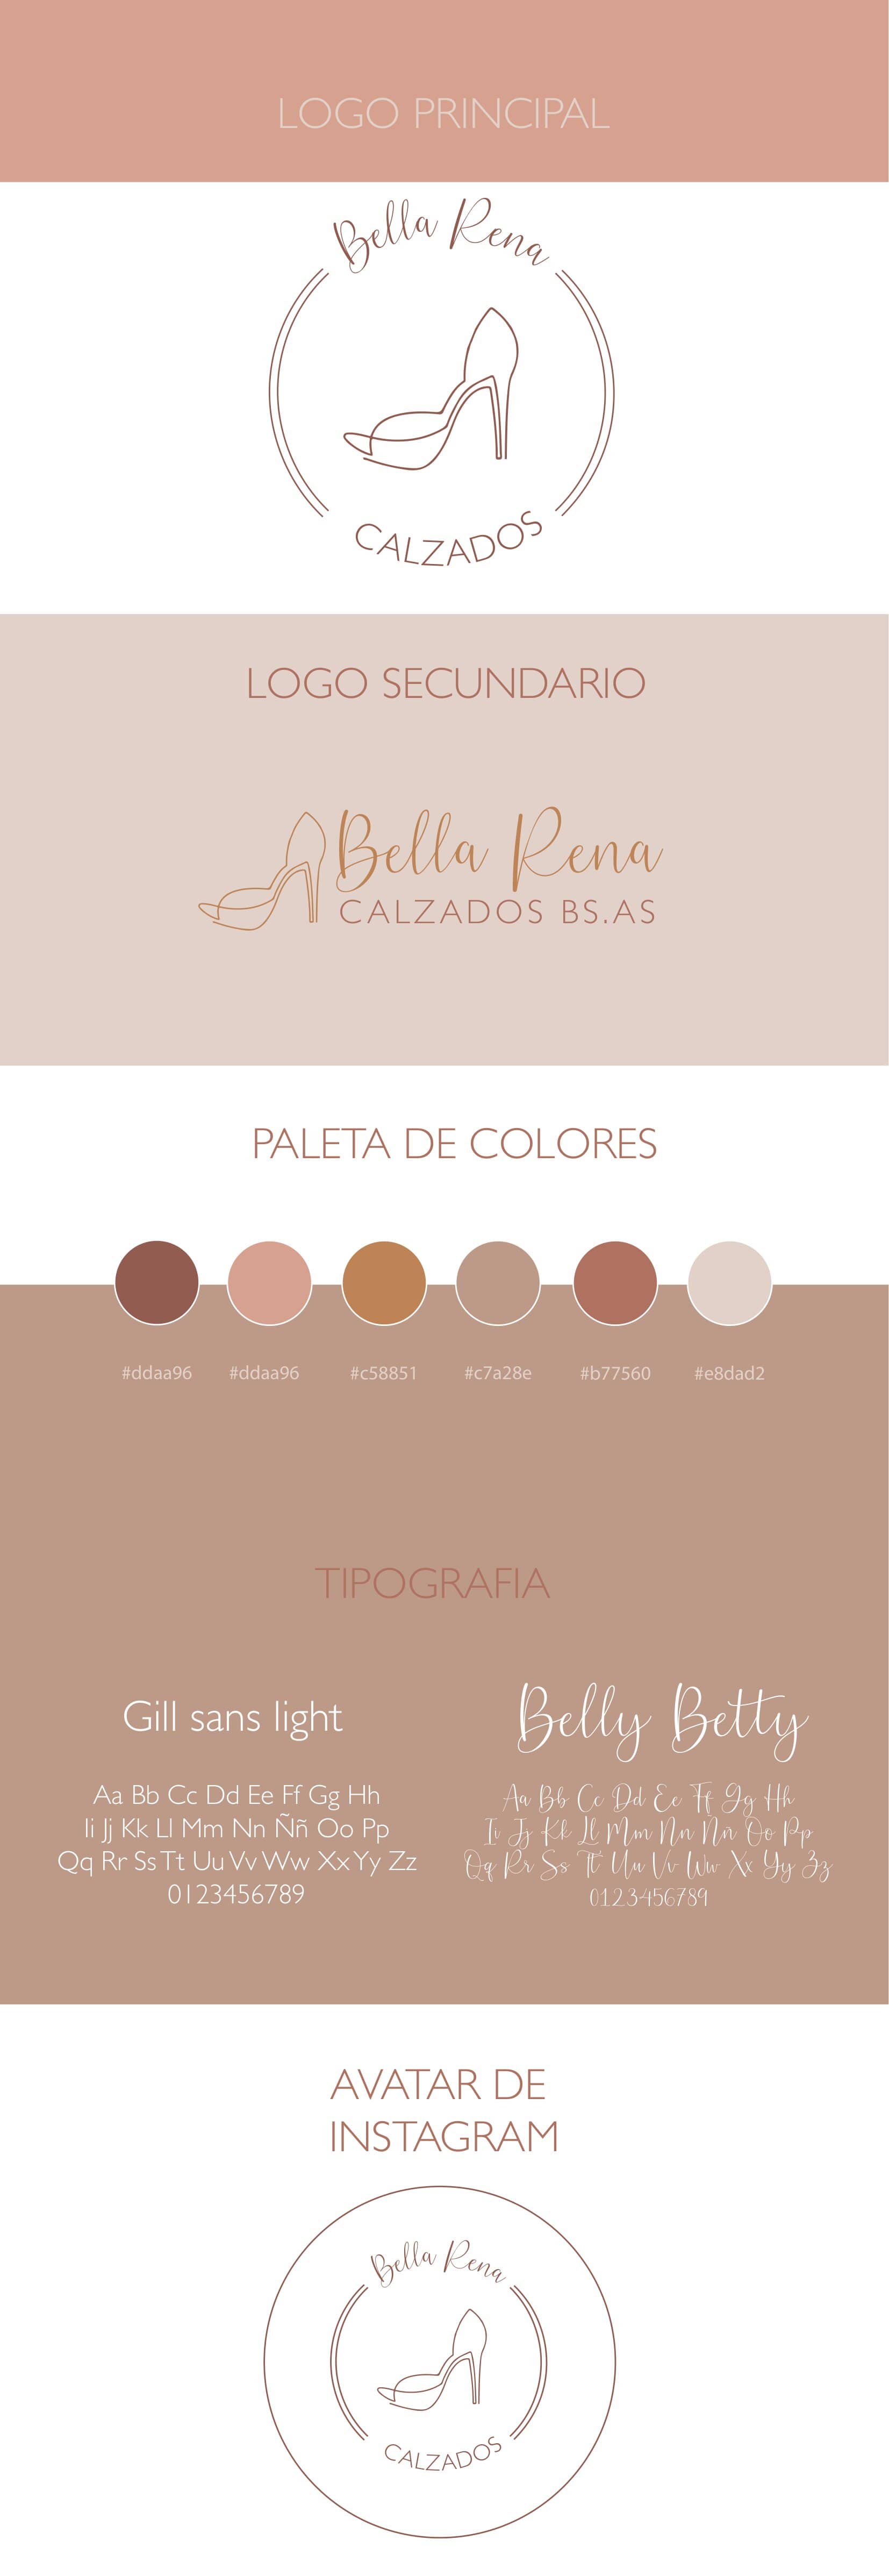 LOGO PRINCIPAL
Bella Rena
CALZADOS
LOGO SECUNDARIO
Bella Rena
CALZADOS BS.AS
PALETA DE COLORES
#ddaa96 #ddaa96 #c58851 #c7a28e #b77560 #e8dad2
TIPOGRAFIA
Gill sans light
Aa Bb Cc Dd Ee Ff Gg Hh
Ii Jj Kk Ll Mm Nn Ññ Oo Pp
Qq Rr Ss Tt Uu Vv Ww Xx Yy Zz
0123456789
Belly Betty
Aa Bb Cc Dd Ee Ff Gg Hh
Ii Jj Kk Ll Mm Nn Ññ Oo Pp
Qq Rr Ss Tt Uu Vv Ww Xx Yy Zz
0123456789
AVATAR DE
INSTAGRAM
Bella Rena
CALZADOS